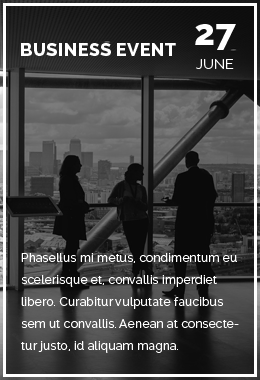 BUSINESS EVENT
27
JUNE
Phasellus mi metus, condimentum eu
scelerisque et, convallis imperdiet
libero. Curabitur vulputate faucibus
sem ut convallis. Aenean at consecte-
tur justo, id aliquam magna.